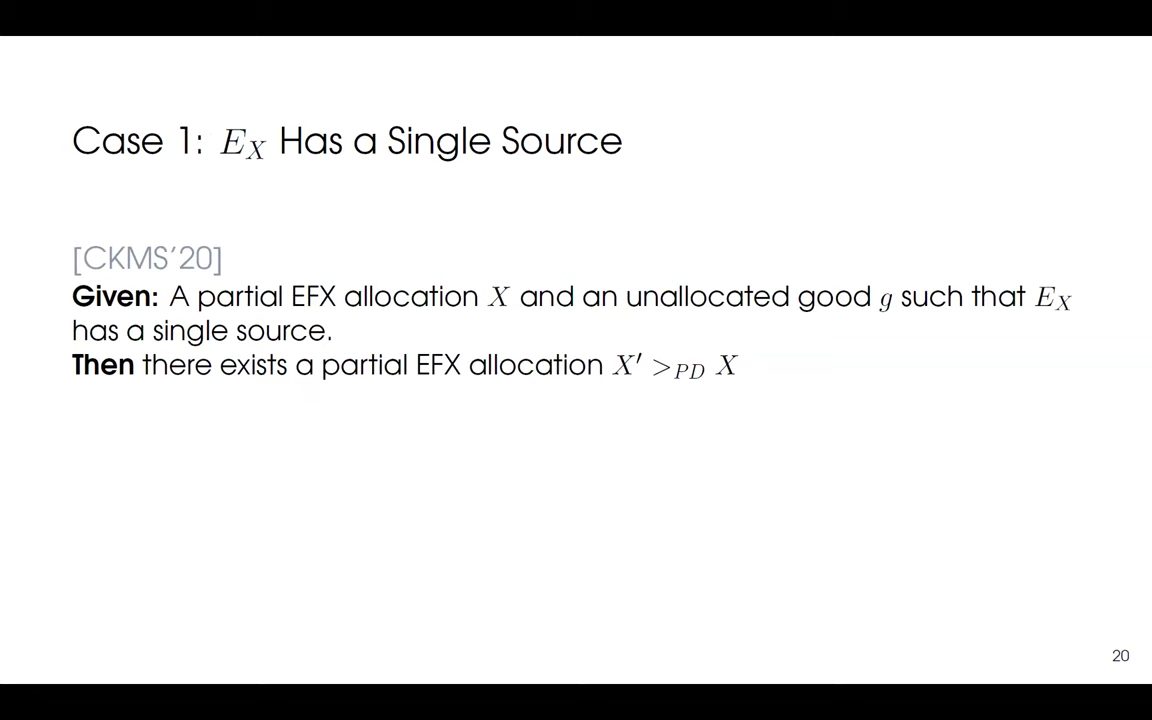 Case 1: E_X Has a Single Source
[CKMS'20]
Given: A partial EFX allocation X and an unallocated good g such that E_X
has a single source.
Then there exists a partial EFX allocation X′ >_PD X
20